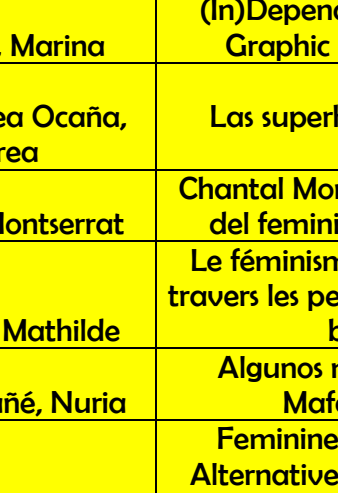 Marina
(In)Depend
Graphic
ea Ocaña,
rea
Las superh
Montserrat
Chantal Mon
del femini
Mathilde
Le féminism
travers les pe
b
ñé, Nuria
Algunos
Mafa
Feminine
Alternative